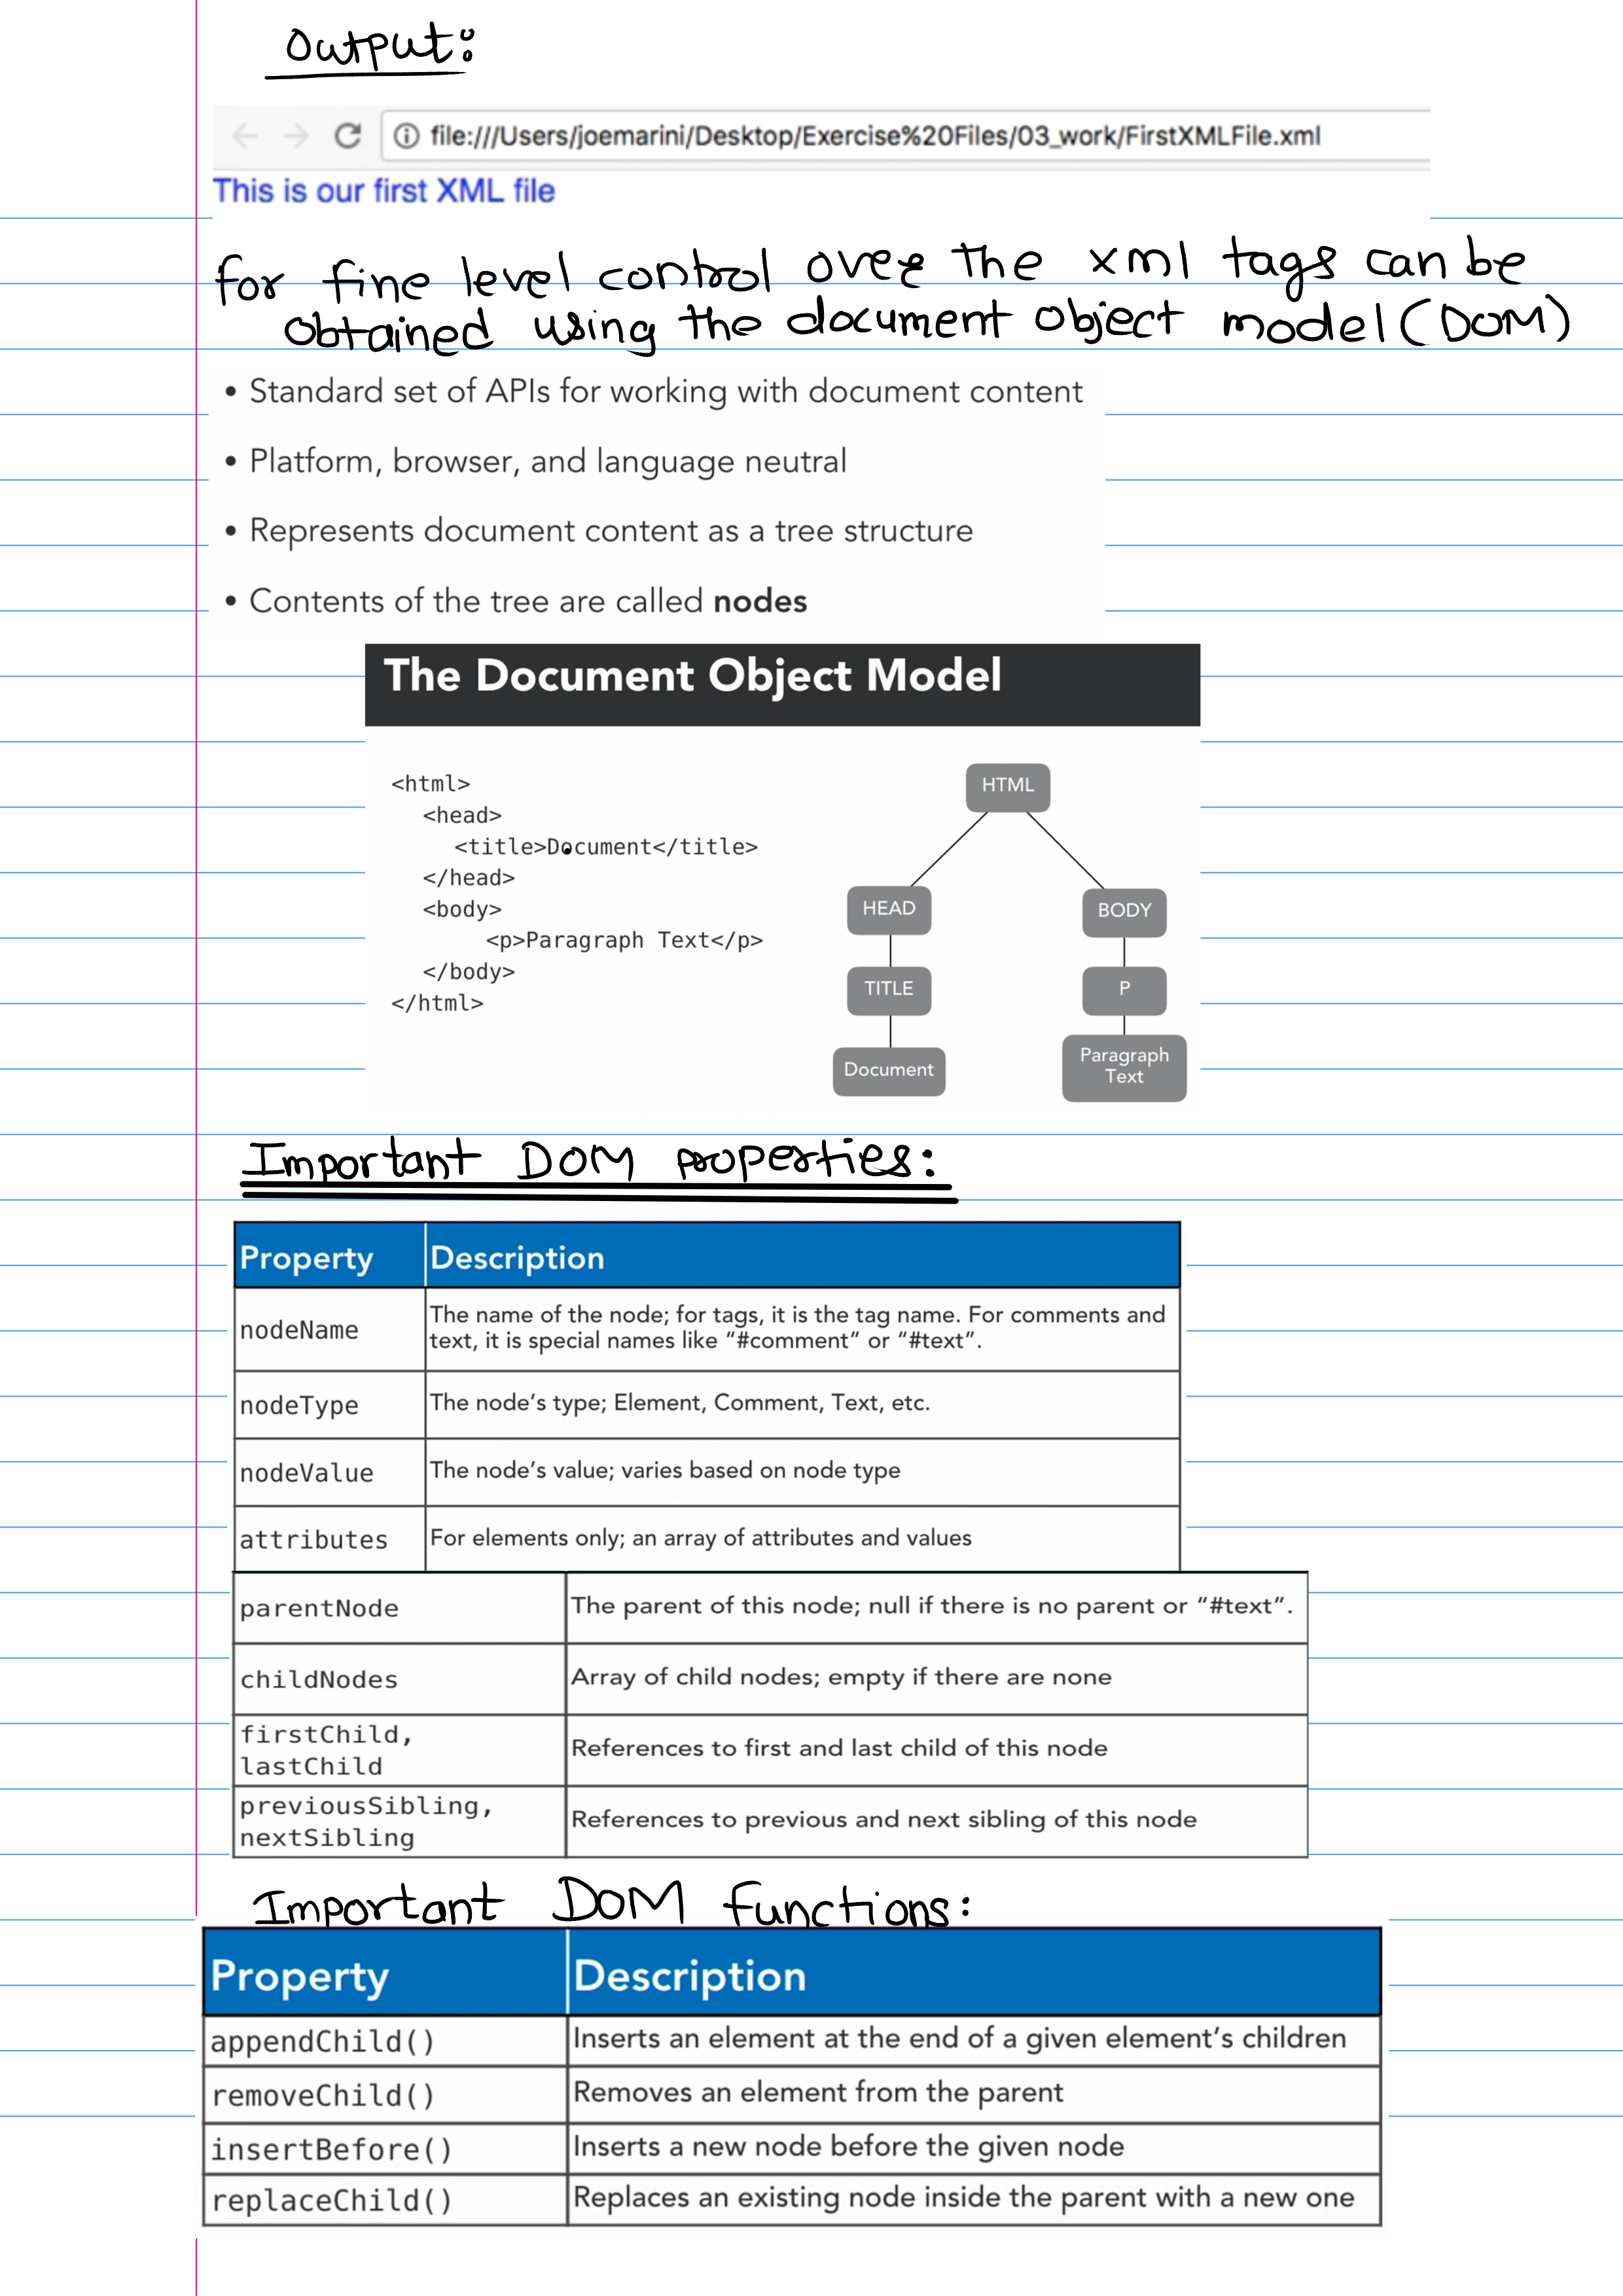 Output:
file:///Users/joemarini/Desktop/Exercise%20Files/03_work/FirstXMLFile.xml
This is our first XML file
for fine level control over the xml tags can be
obtained using the document object model (DOM)
• Standard set of APIs for working with document content
• Platform, browser, and language neutral
• Represents document content as a tree structure
• Contents of the tree are called nodes
The Document Object Model
<html>
<head>
<title>Document</title>
</head>
<body>
<p>Paragraph Text</p>
</body>
</html>
HTML
HEAD
BODY
TITLE
P
Document
Paragraph
Text
Important DOM properties:
Property Description
nodeName The name of the node; for tags, it is the tag name. For comments and
text, it is special names like “#comment” or “#text”.
nodeType The node’s type; Element, Comment, Text, etc.
nodeValue The node’s value; varies based on node type
attributes For elements only; an array of attributes and values
parentNode The parent of this node; null if there is no parent or “#text”.
childNodes Array of child nodes; empty if there are none
firstChild,
lastChild
References to first and last child of this node
previousSibling,
nextSibling
References to previous and next sibling of this node
Important DOM functions:
Property Description
appendChild() Inserts an element at the end of a given element’s children
removeChild() Removes an element from the parent
insertBefore() Inserts a new node before the given node
replaceChild() Replaces an existing node inside the parent with a new one